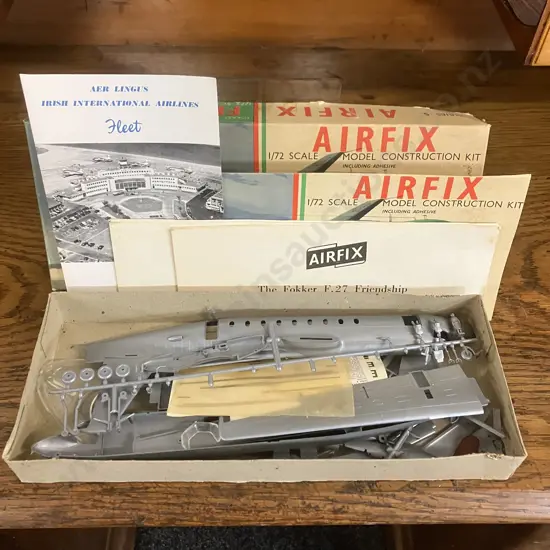 AER LINGUS
IRISH INTERNATIONAL AIRLINES
Fleet
AIRFIX
AIRFIX
1/72 SCALE MODEL CONSTRUCTION KIT
INCLUDING ADHESIVE
AIRFIX
1/72 SCALE MODEL CONSTRUCTION KIT
INCLUDING ADHESIVE
AIRFIX
The Fokker F.27 Friendship